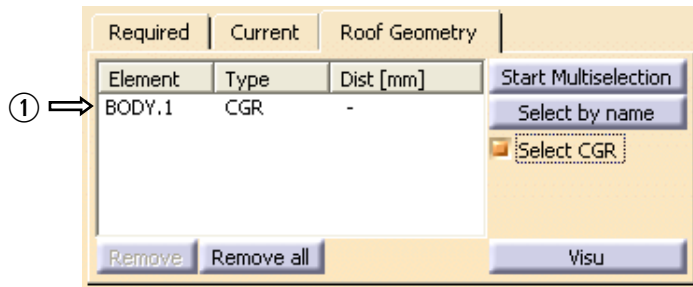 Required Current Roof Geometry
Element Type Dist [mm] Start Multiselection
① BODY.1 CGR - Select by name
Select CGR
Remove Remove all Visu